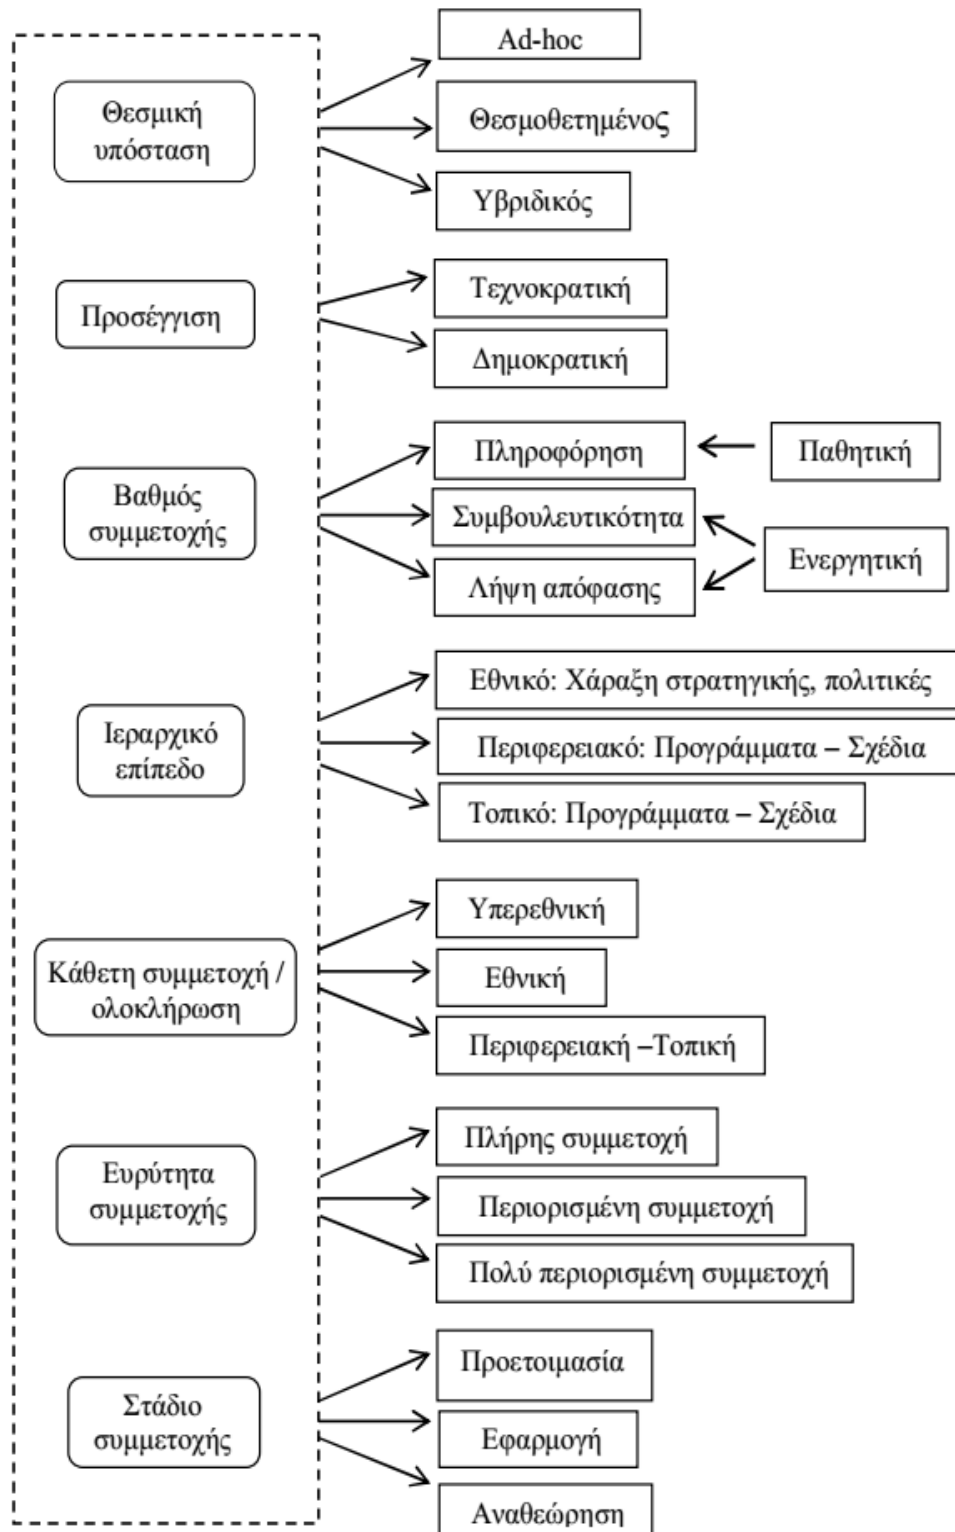 Ad-hoc
Θεσμική
υπόσταση
Θεσμοθετημένος
Υβριδικός
Προσέγγιση
Τεχνοκρατική
Δημοκρατική
Βαθμός
συμμετοχής
Πληροφόρηση
Παθητική
Συμβουλευτικότητα
Ενεργητική
Λήψη απόφασης
Ιεραρχικό
επίπεδο
Εθνικό: Χάραξη στρατηγικής, πολιτικές
Περιφερειακό: Προγράμματα – Σχέδια
Τοπικό: Προγράμματα – Σχέδια
Κάθετη συμμετοχή /
ολοκλήρωση
Υπερεθνική
Εθνική
Περιφερειακή –Τοπική
Ευρύτητα
συμμετοχής
Πλήρης συμμετοχή
Περιορισμένη συμμετοχή
Πολύ περιορισμένη συμμετοχή
Στάδιο
συμμετοχής
Προετοιμασία
Εφαρμογή
Αναθεώρηση